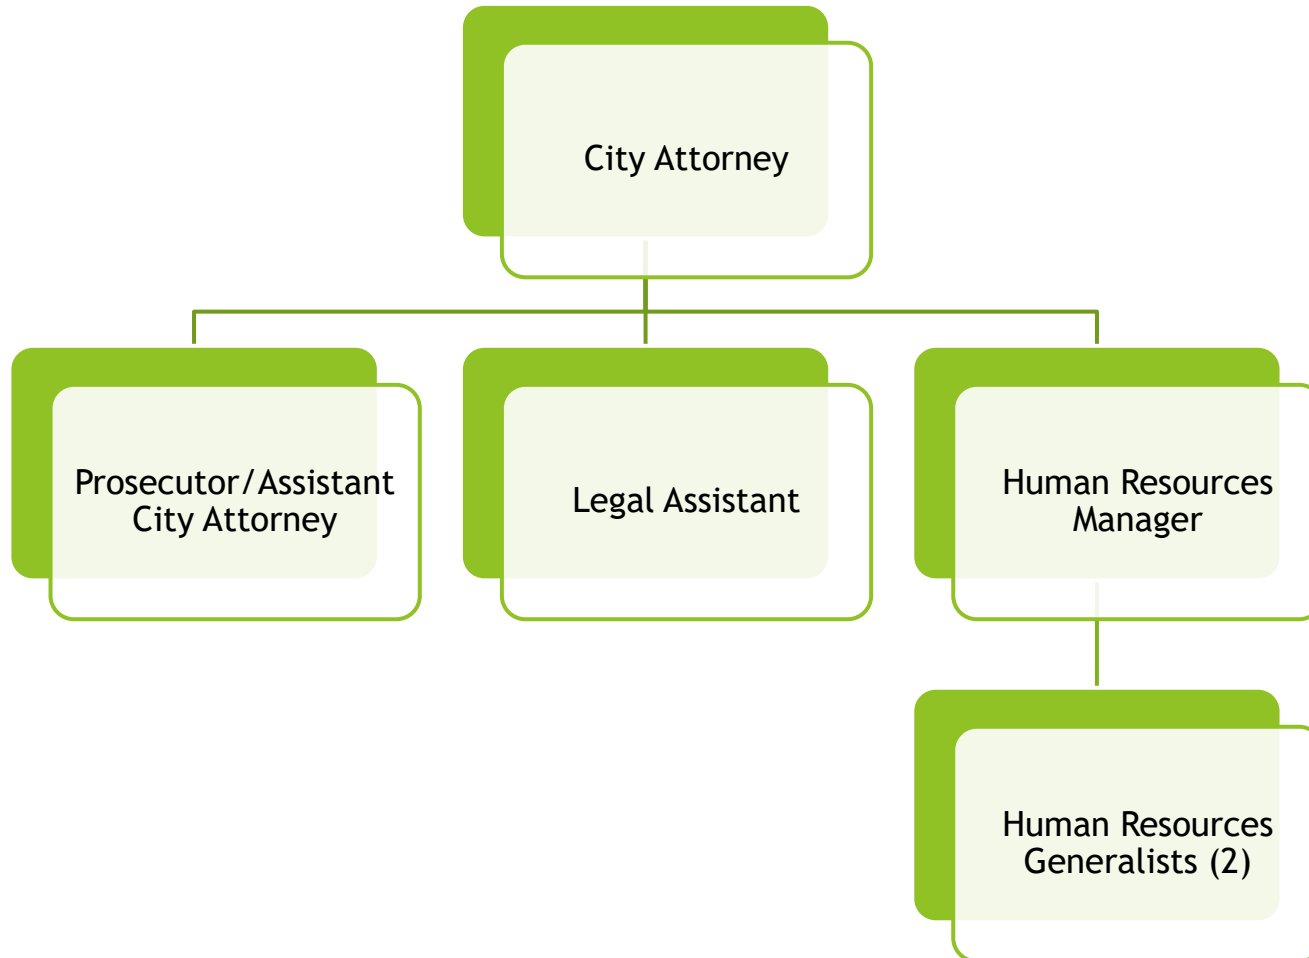 City Attorney
Prosecutor/Assistant
City Attorney
Legal Assistant
Human Resources
Manager
Human Resources
Generalists (2)